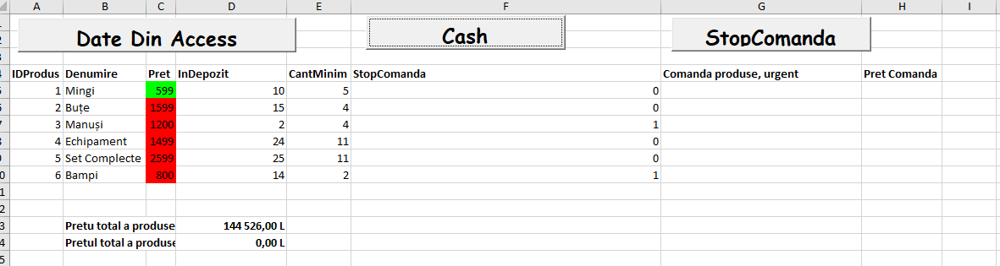 A B C D E F G H I
Date Din Access Cash StopComanda
IDProdus Denumire Pret InDepozit CantMinim StopComanda Comanda produse, urgent Pret Comanda
1 Mingi 599 10 5 0
2 Buțe 1599 15 4 0
3 Manuși 1200 2 4 1
4 Echipament 1499 24 11 0
5 Set Complecte 2599 25 11 0
6 Bampi 800 14 2 1
Pretu total a produse 144 526,00 L
Pretul total a produse 0,00 L